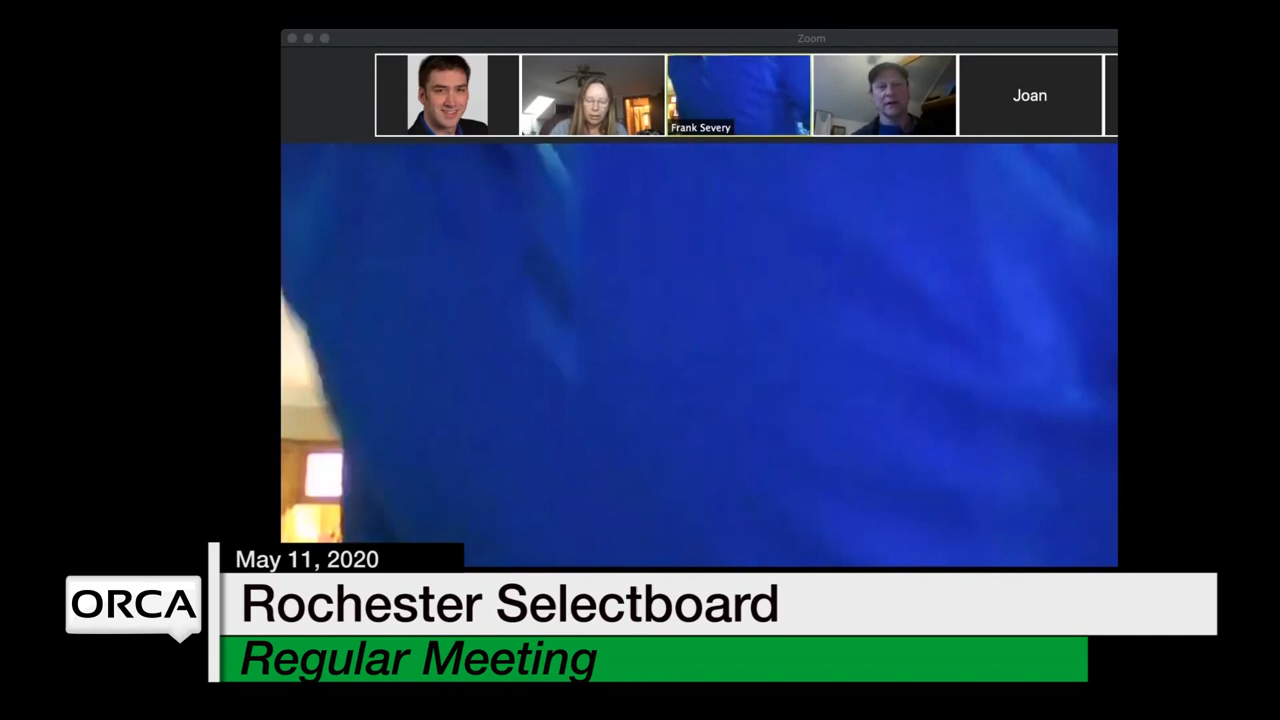 Zoom
Frank Severy
Joan
May 11, 2020
ORCA
Rochester Selectboard
Regular Meeting